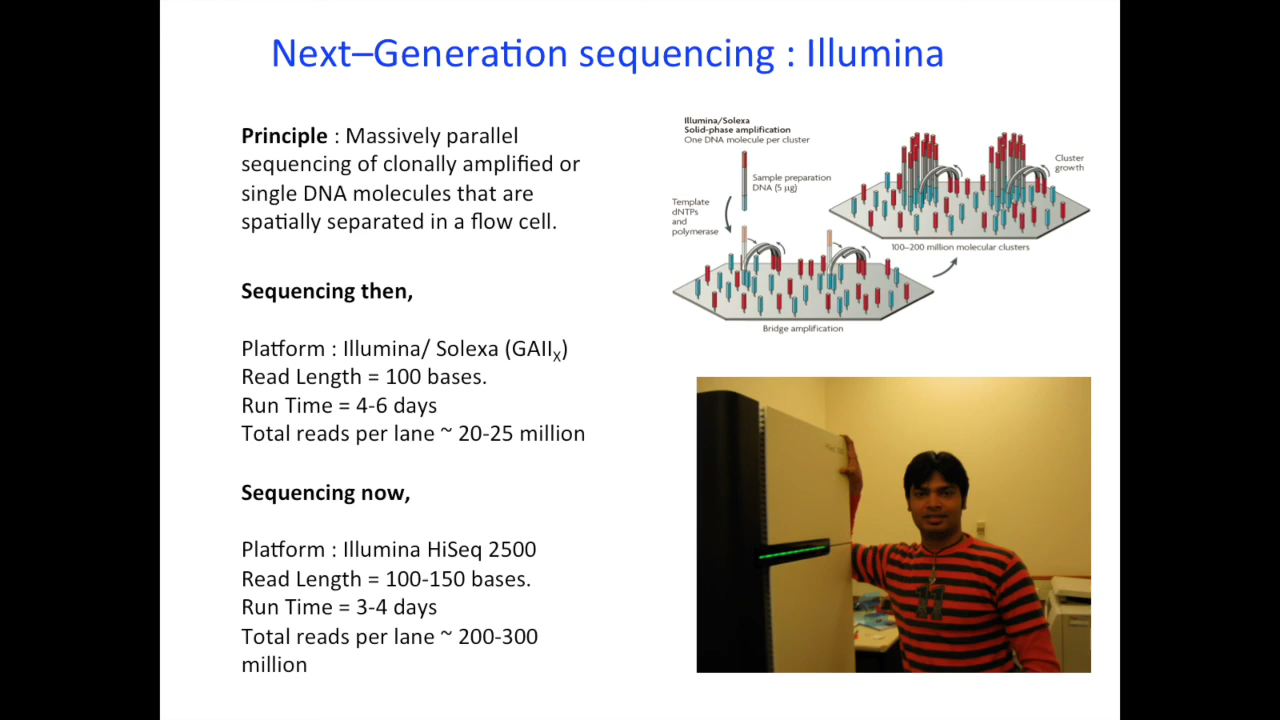 Next–Generation sequencing : Illumina
Principle : Massively parallel
sequencing of clonally amplified or
single DNA molecules that are
spatially separated in a flow cell.
Sequencing then,
Platform : Illumina/ Solexa (GAIIX)
Read Length = 100 bases.
Run Time = 4-6 days
Total reads per lane ~ 20-25 million
Sequencing now,
Platform : Illumina HiSeq 2500
Read Length = 100-150 bases.
Run Time = 3-4 days
Total reads per lane ~ 200-300
million
Illumina/Solexa
Solid-phase amplification
One DNA molecule per cluster
Sample preparation
DNA (5 µg)
Template
dNTPs
and
polymerase
Bridge amplification
Cluster
growth
100–200 million molecular clusters
11